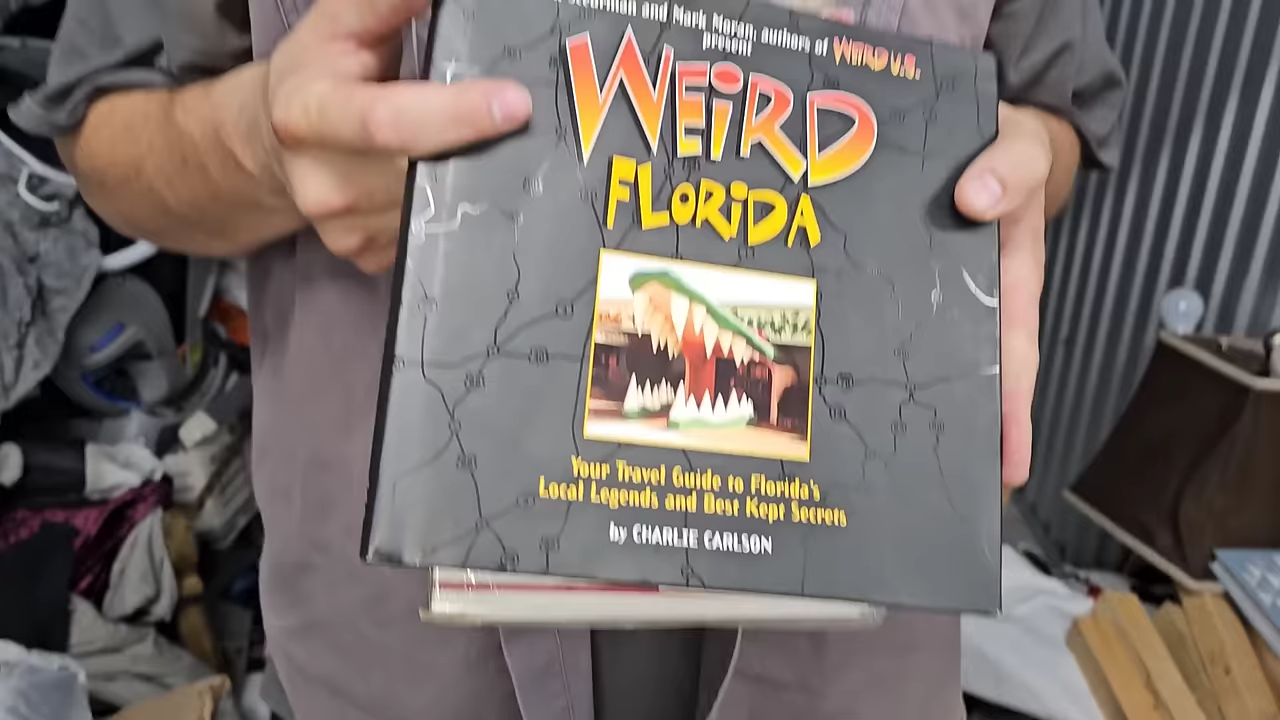 and Mark Moran, authors of WEIRD U.S.
present
WEiRD
FLORiDA
Your Travel Guide to Florida's
Local Legends and Best Kept Secrets
by CHARLIE CARLSON